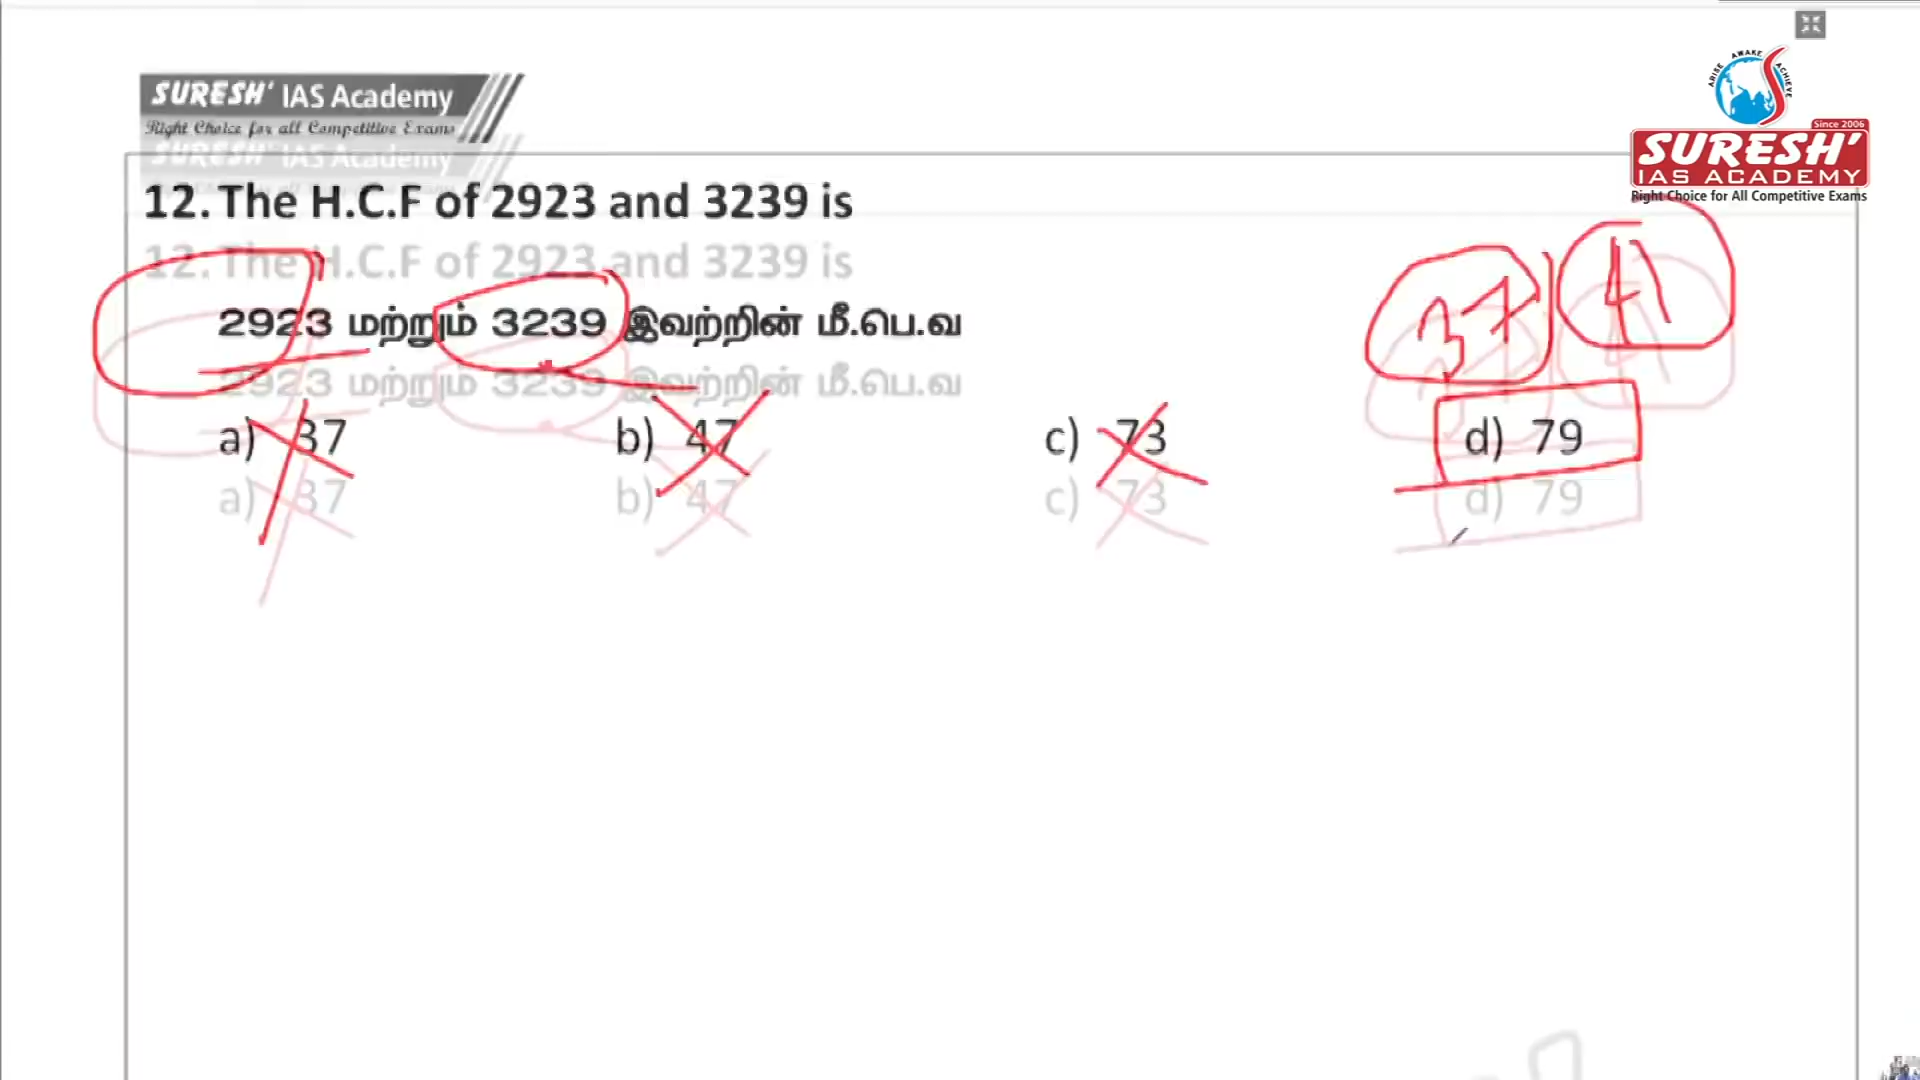 SURESH' IAS Academy
Right Choice for all Competitive Exams
ARISE AWAKE ACHIEVE
Since 2006
SURESH'
IAS ACADEMY
Right Choice for All Competitive Exams
12. The H.C.F of 2923 and 3239 is
2923 மற்றும் 3239 இவற்றின் மீ.பெ.வ
37 41
a) 37 b) 47 c) 73 d) 79